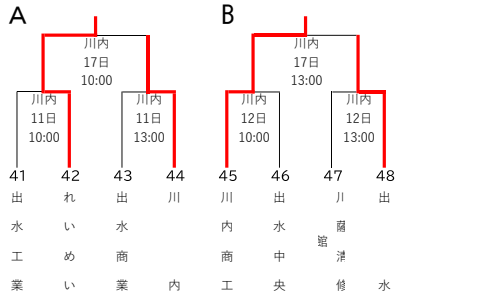 A
B
川内
17日
10:00
川内
17日
13:00
川内
11日
10:00
川内
11日
13:00
川内
12日
10:00
川内
12日
13:00
41
42
43
44
45
46
47
48
出水工業
れいめい
出水商業
川内
川内商工
出水中央
川薩清修館
出水